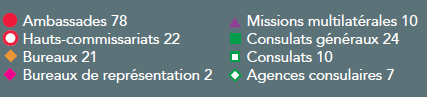 Ambassades 78
Hauts-commissariats 22
Bureaux 21
Bureaux de représentation 2
Missions multilatérales 10
Consulats généraux 24
Consulats 10
Agences consulaires 7